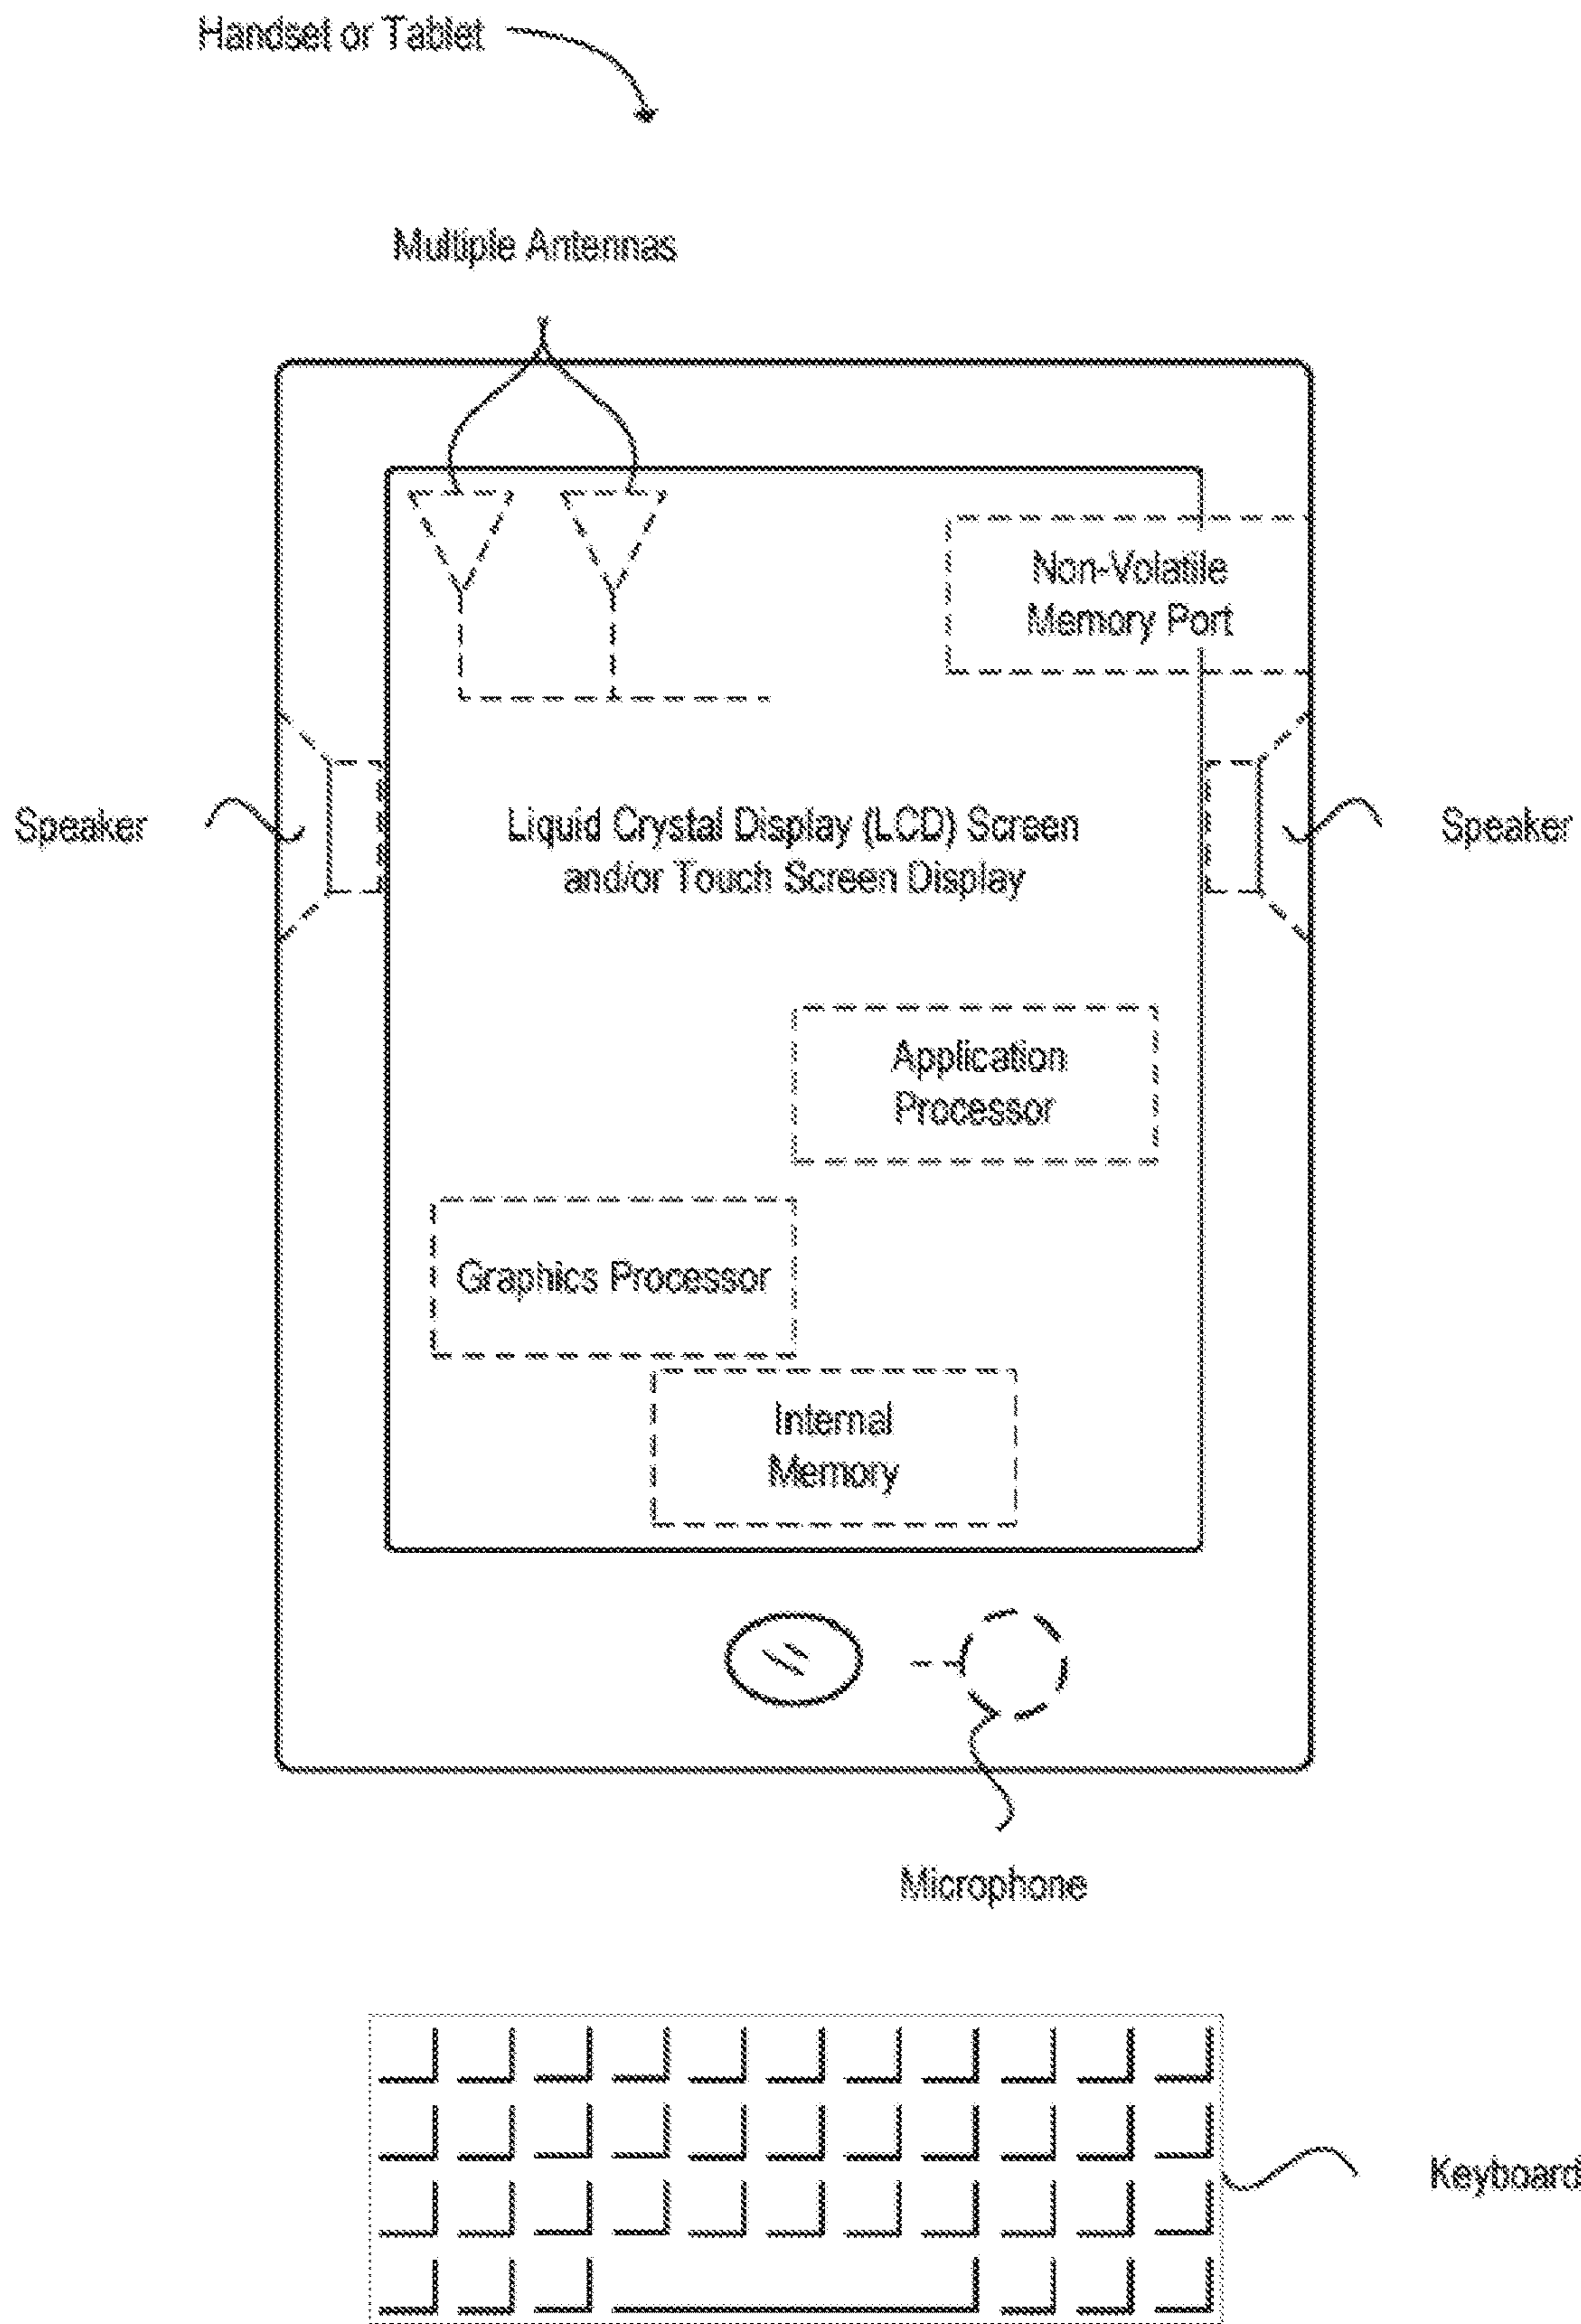 Handset or Tablet
Multiple Antennas
Non-Volatile
Memory Port
Speaker
Liquid Crystal Display (LCD) Screen
and/or Touch Screen Display
Speaker
Application
Processor
Graphics Processor
Internal
Memory
Microphone
Keyboard